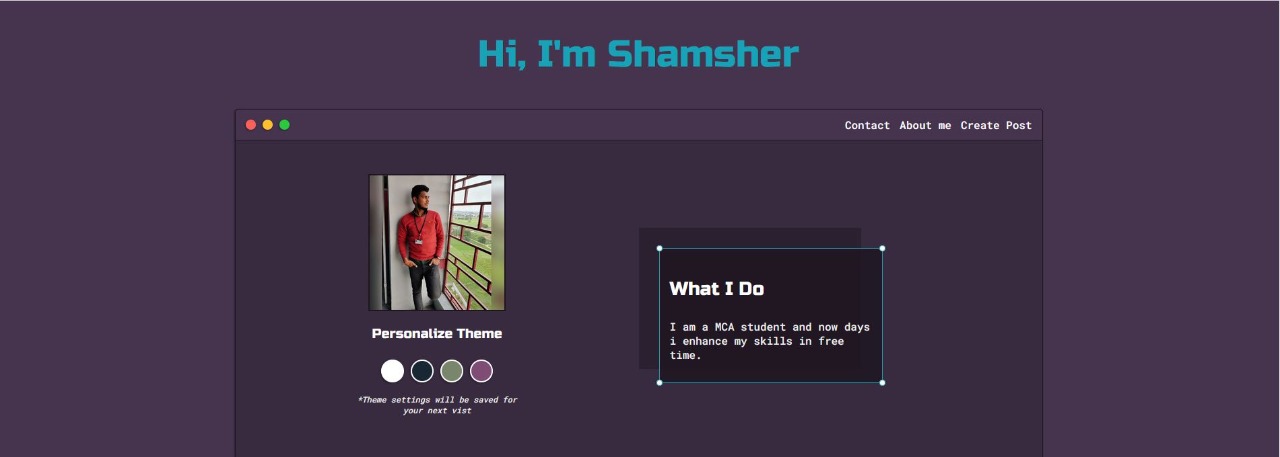 Hi, I'm Shamsher
Contact About me Create Post
Personalize Theme
*Theme settings will be saved for
your next vist
What I Do
I am a MCA student and now days
i enhance my skills in free
time.